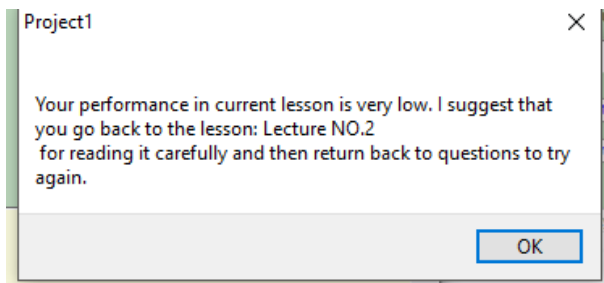 Project1
Your performance in current lesson is very low. I suggest that
you go back to the lesson: Lecture NO.2
for reading it carefully and then return back to questions to try
again.
OK